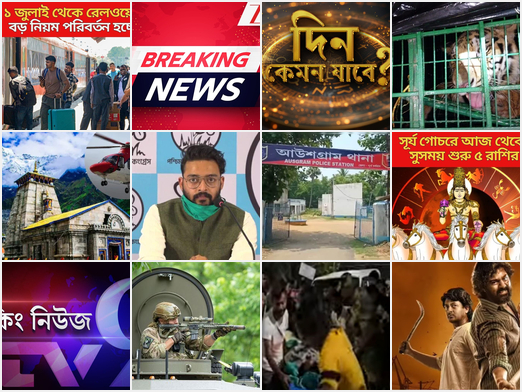 ১ জুলাই থেকে রেলওয়ে
বড় নিয়ম পরিবর্তন হচ্ছে
BREAKING
NEWS
দিন
কেমন যাবে?
আউশগ্রাম থানা
AUSGRAM POLICE STATION
সূর্য গোচরে আজ থেকে
সুসময় শুরু ৫ রাশির
কিং নিউজ